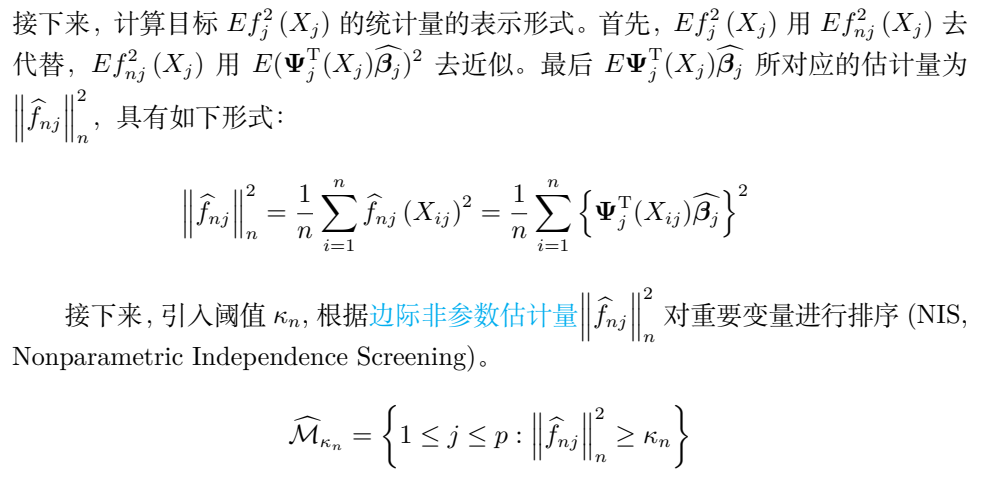 接下来，计算目标 $Ef_j^2(X_j)$ 的统计量的表示形式。首先，$Ef_j^2(X_j)$ 用 $Ef_{nj}^2(X_j)$ 去
代替，$Ef_{nj}^2(X_j)$ 用 $E(\boldsymbol{\Psi}_j^{\mathrm{T}}(X_j)\widehat{\boldsymbol{\beta}_j})^2$ 去近似。最后 $E\boldsymbol{\Psi}_j^{\mathrm{T}}(X_j)\widehat{\boldsymbol{\beta}_j}$ 所对应的估计量为
$\left\|\widehat{f}_{nj}\right\|_n^2$，具有如下形式：
$\left\|\widehat{f}_{nj}\right\|_n^2 = \frac{1}{n}\sum_{i=1}^{n}\widehat{f}_{nj}(X_{ij})^2 = \frac{1}{n}\sum_{i=1}^{n}\left\{\boldsymbol{\Psi}_j^{\mathrm{T}}(X_{ij})\widehat{\boldsymbol{\beta}_j}\right\}^2$
接下来，引入阈值 $\kappa_n$, 根据边际非参数估计量$\left\|\widehat{f}_{nj}\right\|_n^2$ 对重要变量进行排序 (NIS,
Nonparametric Independence Screening)。
$\widehat{\mathcal{M}}_{\kappa_n} = \left\{1 \leq j \leq p : \left\|\widehat{f}_{nj}\right\|_n^2 \geq \kappa_n\right\}$